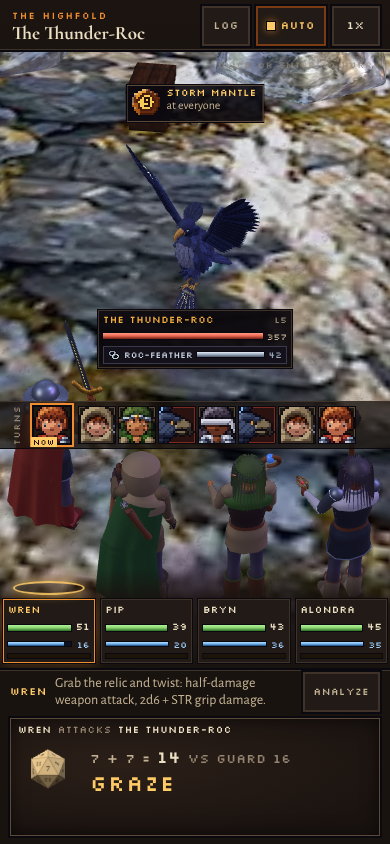 THE HIGHFOLD
The Thunder-Roc
LOG
AUTO
1X
STORM MANTLE
at everyone
THE THUNDER-ROC L5
357
ROC-FEATHER 42
TURNS
NOW
WREN
51
16
PIP
39
20
BRYN
43
36
ALONDRA
45
35
WREN
Grab the relic and twist: half-damage
weapon attack, 2d6 + STR grip damage.
ANALYZE
WREN ATTACKS THE THUNDER-ROC
7 + 7 = 14 VS GUARD 16
GRAZE